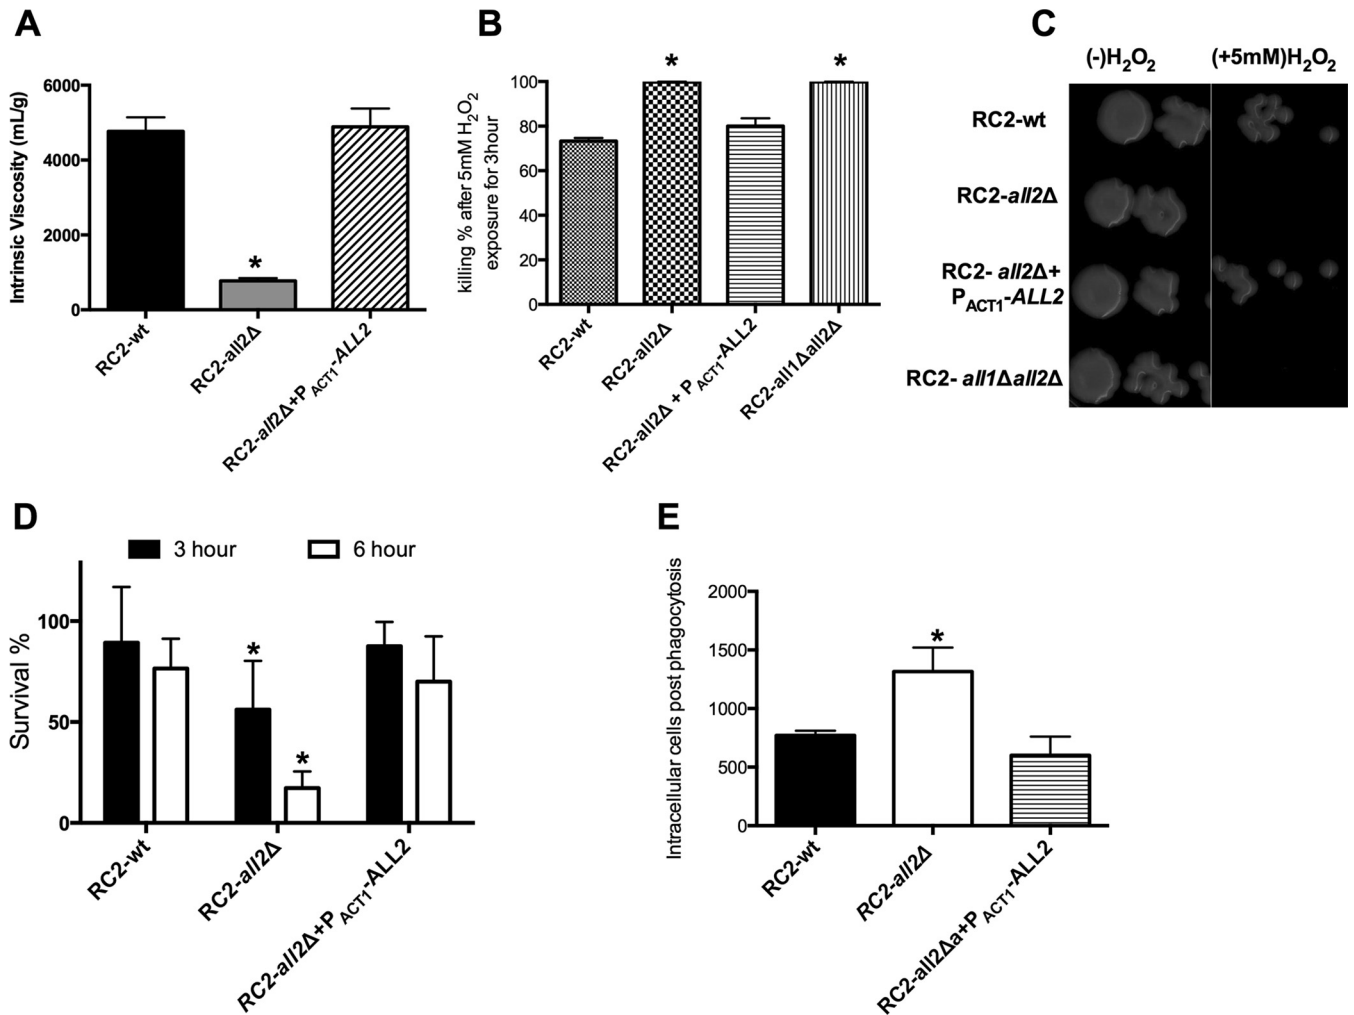 A
Intrinsic Viscosity (mL/g)
6000
4000
2000
0
*
RC2-wt
RC2-all2Δ
RC2-all2Δ+PACT1-ALL2
B
killing % after 5mM H2O2
exposure for 3hour
100
80
60
40
20
0
*
*
RC2-wt
RC2-all2Δ
RC2-all2Δ + PACT1-ALL2
RC2-all1Δall2Δ
C
(-)H2O2
(+5mM)H2O2
RC2-wt
RC2-all2Δ
RC2- all2Δ+
PACT1-ALL2
RC2- all1Δall2Δ
D
3 hour
6 hour
Survival %
100
50
0
*
*
RC2-wt
RC2-all2Δ
RC2-all2Δ+PACT1-ALL2
E
Intracellular cells post phagocytosis
2000
1500
1000
500
0
*
RC2-wt
RC2-all2Δ
RC2-all2Δa+PACT1-ALL2